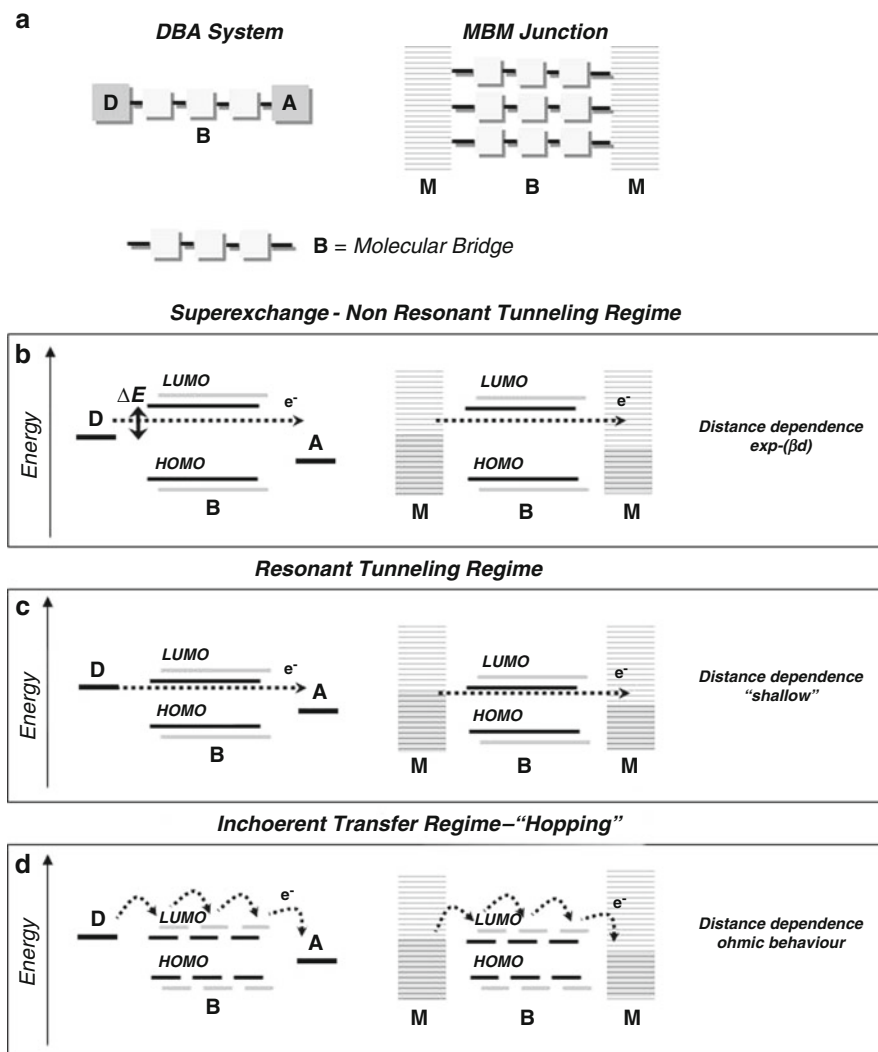 a
DBA System
MBM Junction
D
A
B
M
B
M
B = Molecular Bridge
Superexchange - Non Resonant Tunneling Regime
b
Energy
D
ΔE
LUMO
e-
A
HOMO
B
LUMO
e-
HOMO
M
B
M
Distance dependence
exp-(βd)
Resonant Tunneling Regime
c
Energy
D
LUMO
e-
A
HOMO
B
LUMO
e-
HOMO
M
B
M
Distance dependence
“shallow”
Inchoerent Transfer Regime–“Hopping”
d
Energy
D
LUMO
e-
A
HOMO
B
LUMO
e-
HOMO
M
B
M
Distance dependence
ohmic behaviour